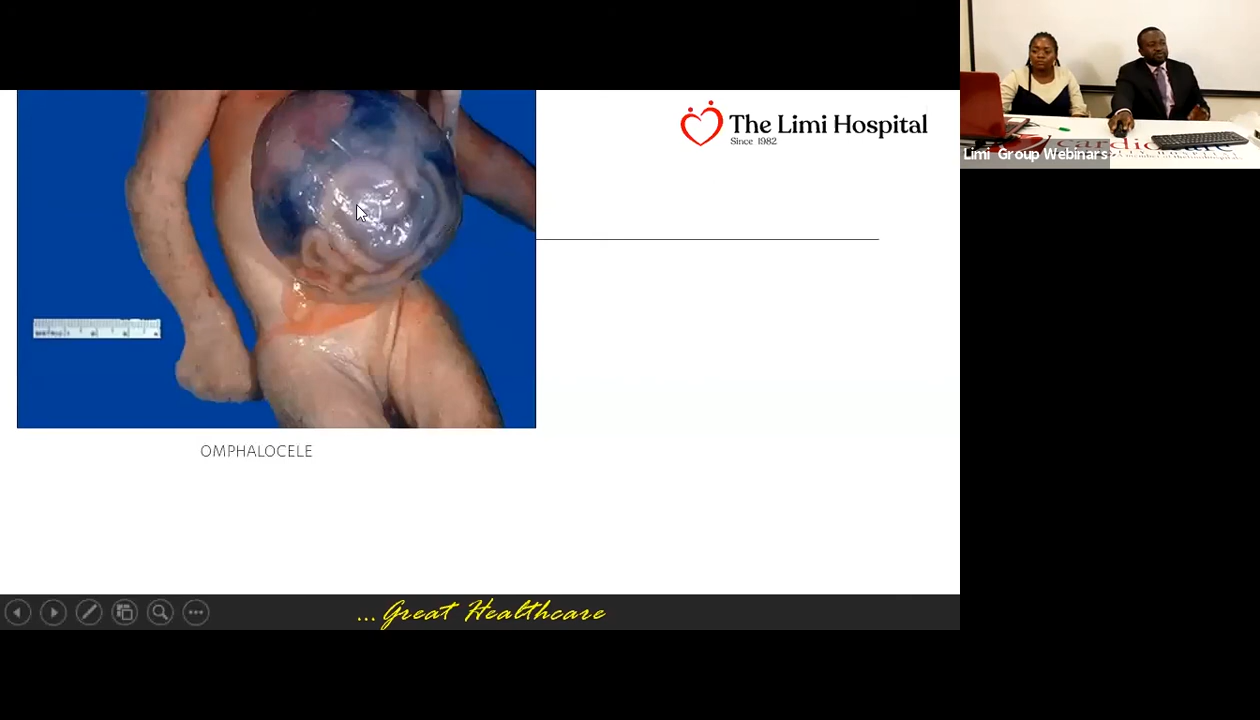 The Limi Hospital
Since 1982
Limi Group Webinars
OMPHALOCELE
...Great Healthcare